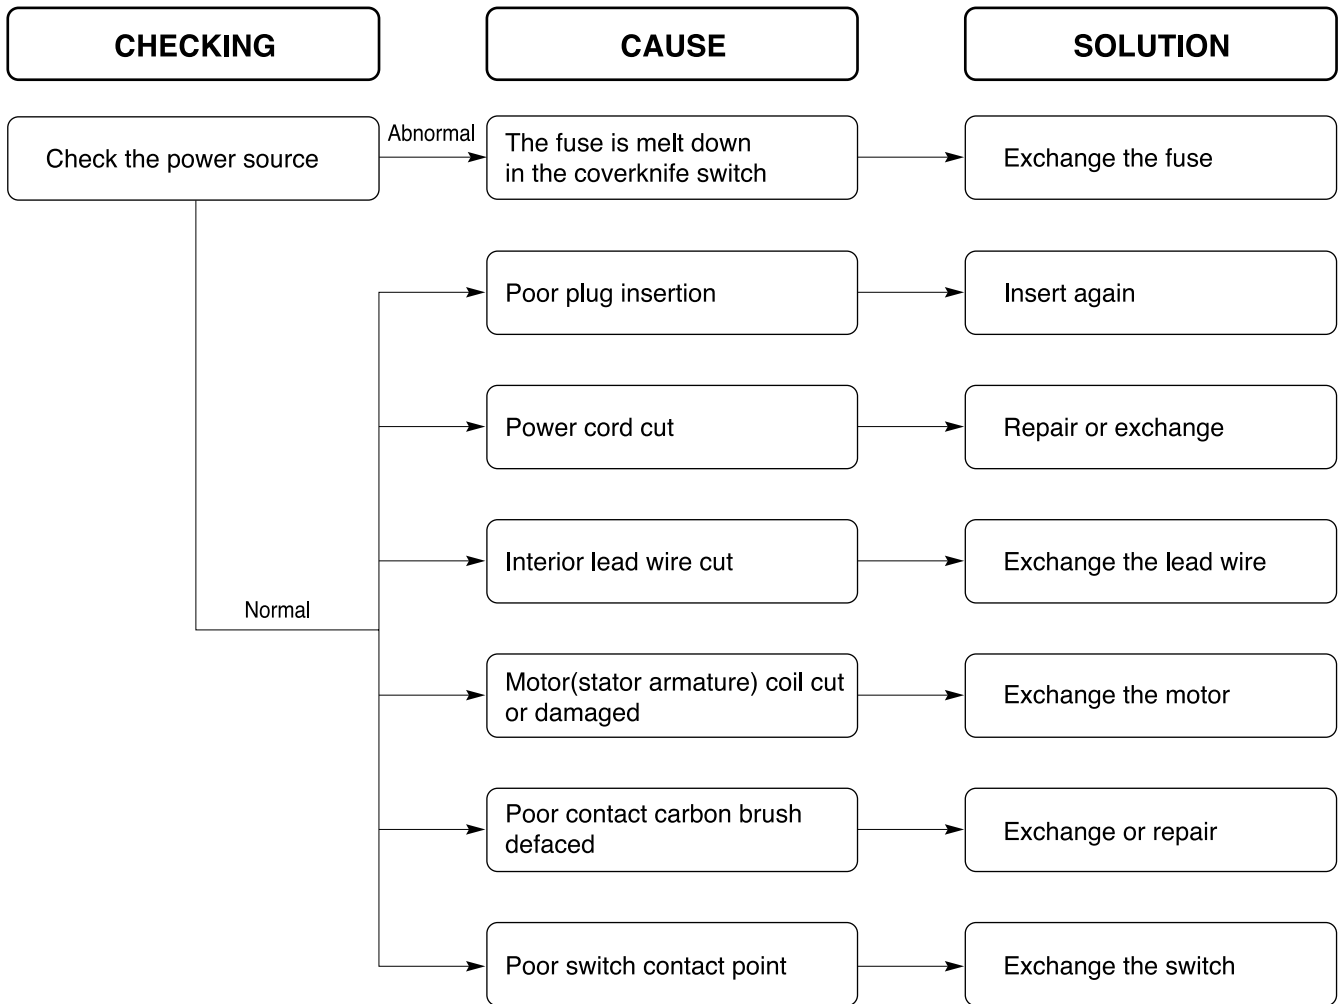 CHECKING
CAUSE
SOLUTION
Check the power source
Abnormal
The fuse is melt down
in the coverknife switch
Exchange the fuse
Poor plug insertion
Insert again
Power cord cut
Repair or exchange
Interior lead wire cut
Exchange the lead wire
Normal
Motor(stator armature) coil cut
or damaged
Exchange the motor
Poor contact carbon brush
defaced
Exchange or repair
Poor switch contact point
Exchange the switch